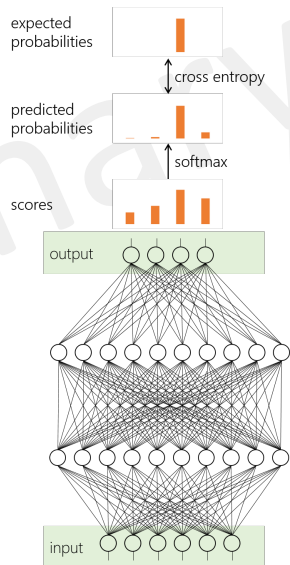 expected
probabilities
cross entropy
predicted
probabilities
softmax
scores
output
input